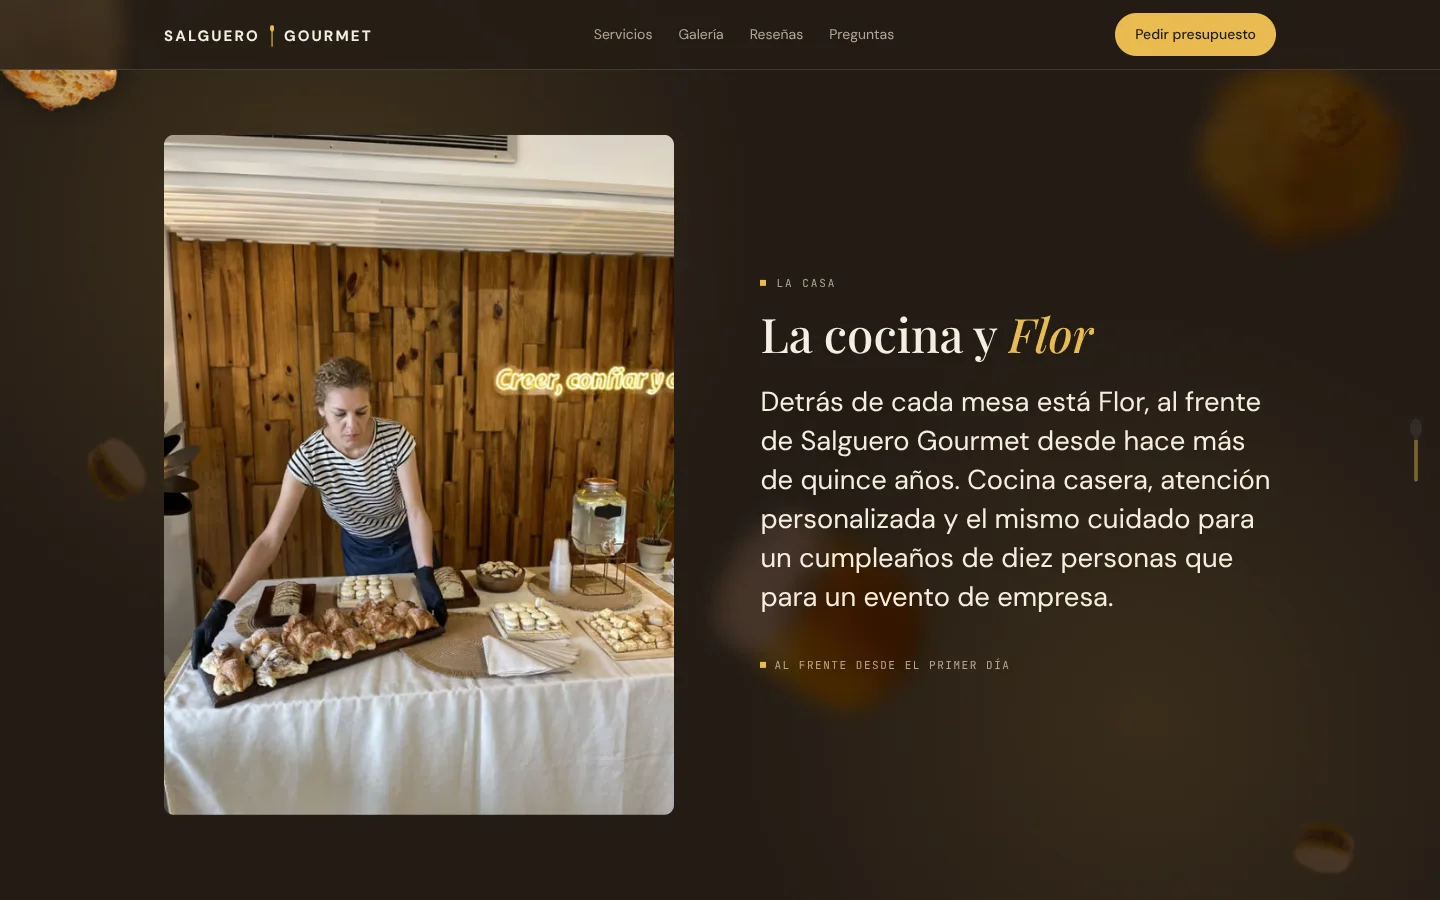 SALGUERO GOURMET
Servicios Galería Reseñas Preguntas
Pedir presupuesto
Creer, confiar y
LA CASA
La cocina y Flor
Detrás de cada mesa está Flor, al frente
de Salguero Gourmet desde hace más
de quince años. Cocina casera, atención
personalizada y el mismo cuidado para
un cumpleaños de diez personas que
para un evento de empresa.
AL FRENTE DESDE EL PRIMER DÍA